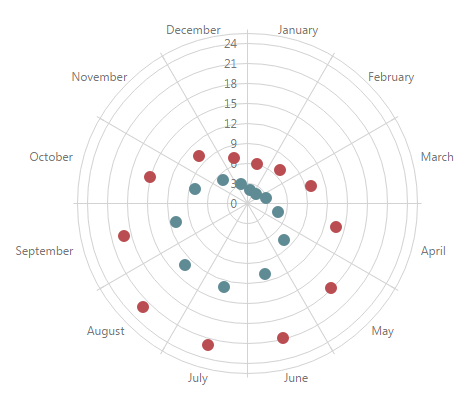 December
January
24
21
November
February
18
15
12
9
October
March
6
3
0
September
April
August
May
July
June